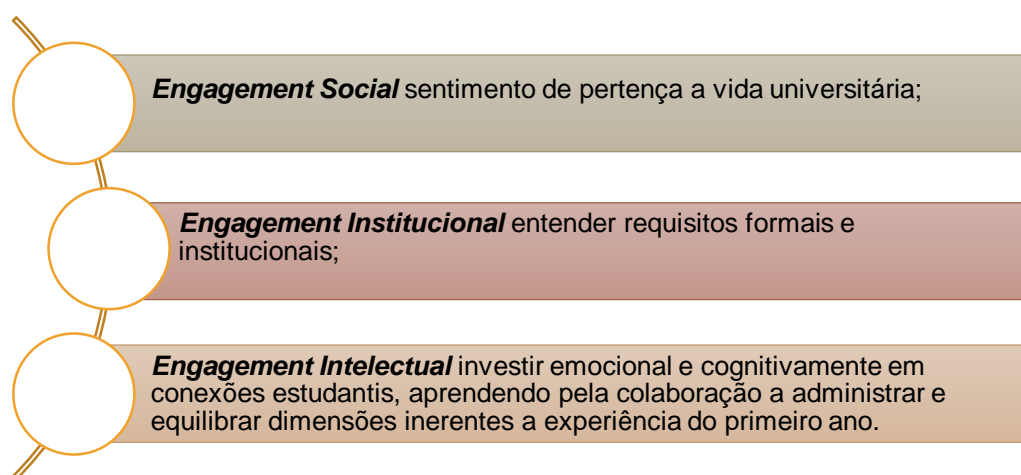 Engagement Social sentimento de pertença a vida universitária;
Engagement Institucional entender requisitos formais e
institucionais;
Engagement Intelectual investir emocional e cognitivamente em
conexões estudantis, aprendendo pela colaboração a administrar e
equilibrar dimensões inerentes a experiência do primeiro ano.